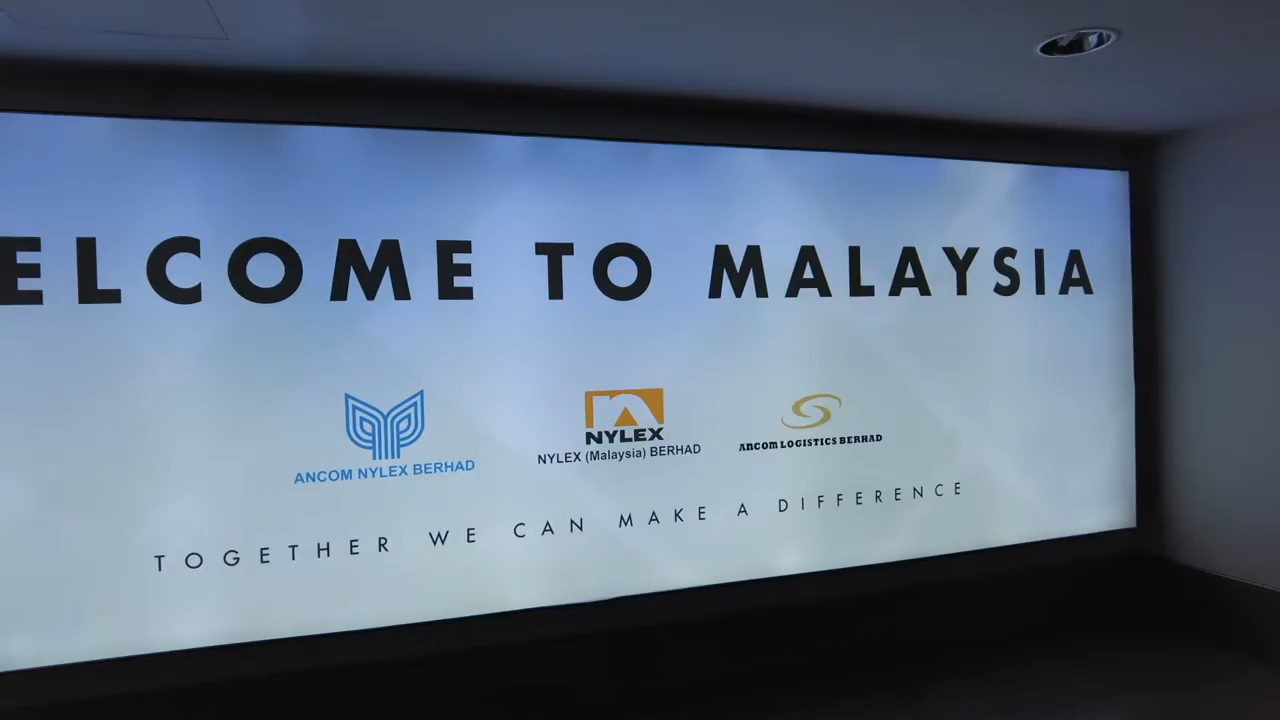 ELCOME TO MALAYSIA
NYLEX
ANCOM NYLEX BERHAD
NYLEX (Malaysia) BERHAD
ANCOM LOGISTICS BERHAD
TOGETHER WE CAN MAKE A DIFFERENCE